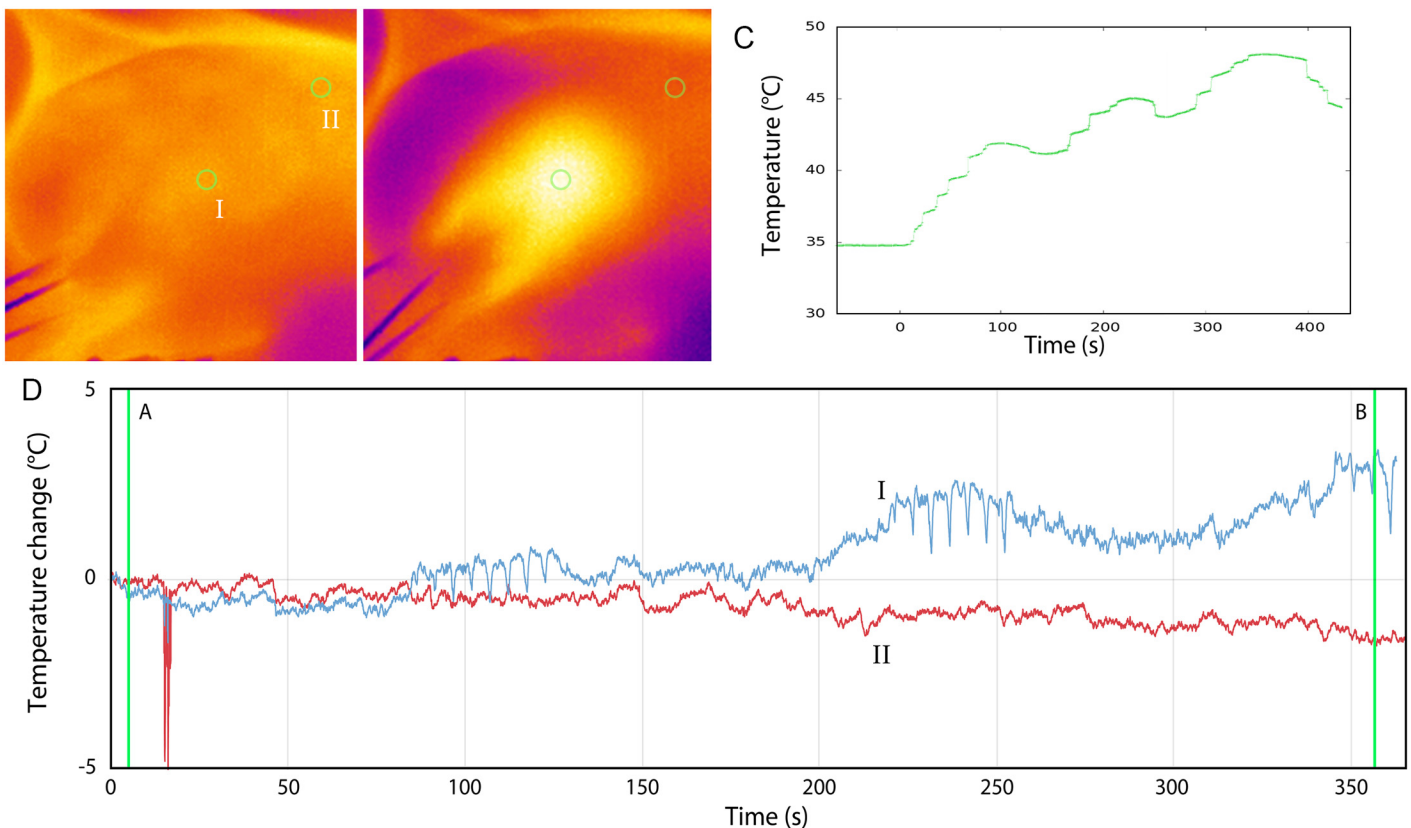 II
I
C
Temperature (°C)
50
45
40
35
30
0 100 200 300 400
Time (s)
D
Temperature change (°C)
5
0
-5
A
B
I
II
0 50 100 150 200 250 300 350
Time (s)